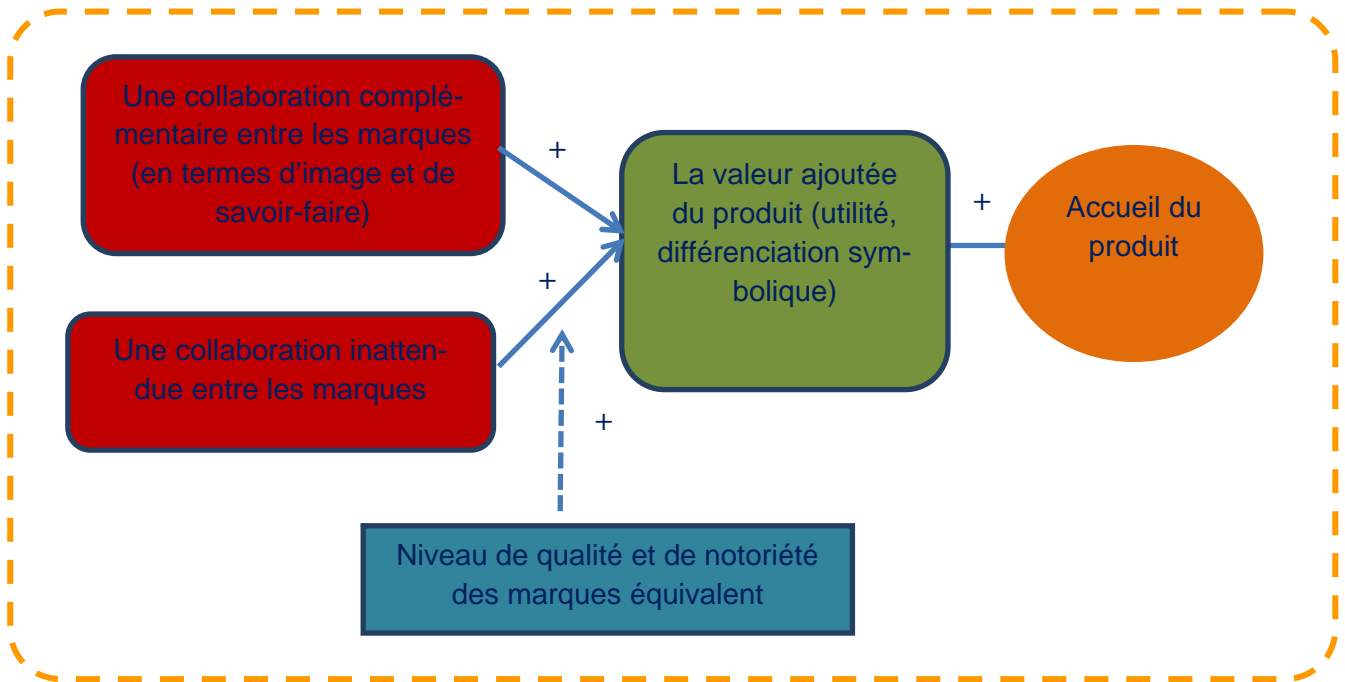 Une collaboration complé-
mentaire entre les marques
(en termes d’image et de
savoir-faire)
+
La valeur ajoutée
du produit (utilité,
différenciation sym-
bolique)
+
Accueil du
produit
+
Une collaboration inatten-
due entre les marques
+
Niveau de qualité et de notoriété
des marques équivalent